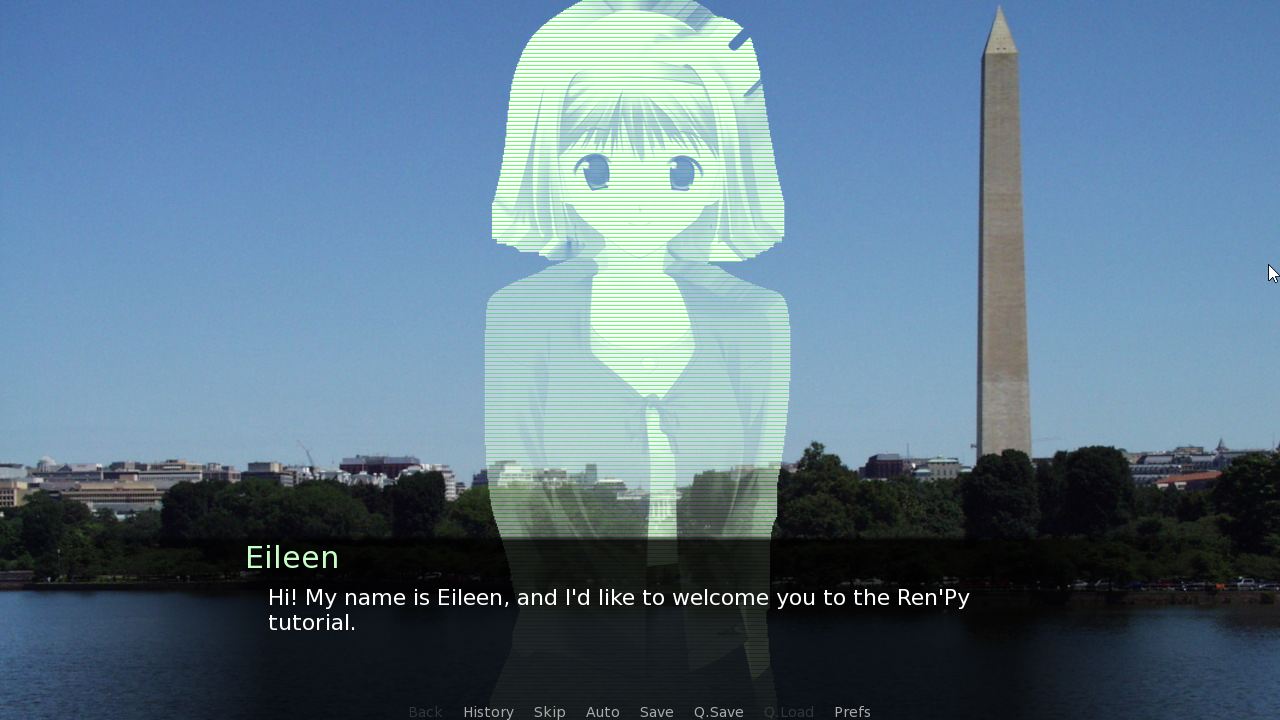 Eileen
Hi! My name is Eileen, and I'd like to welcome you to the Ren'Py
tutorial.
Back History Skip Auto Save Q.Save Q.Load Prefs